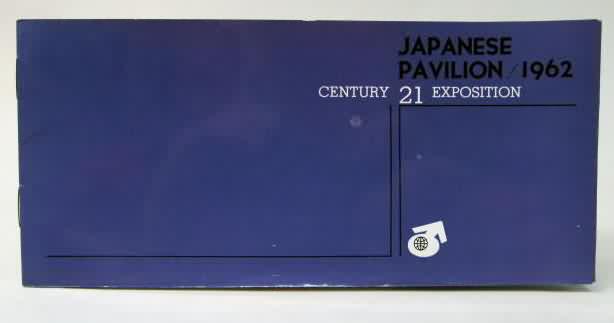 JAPANESE
PAVILION / 1962
CENTURY 21 EXPOSITION